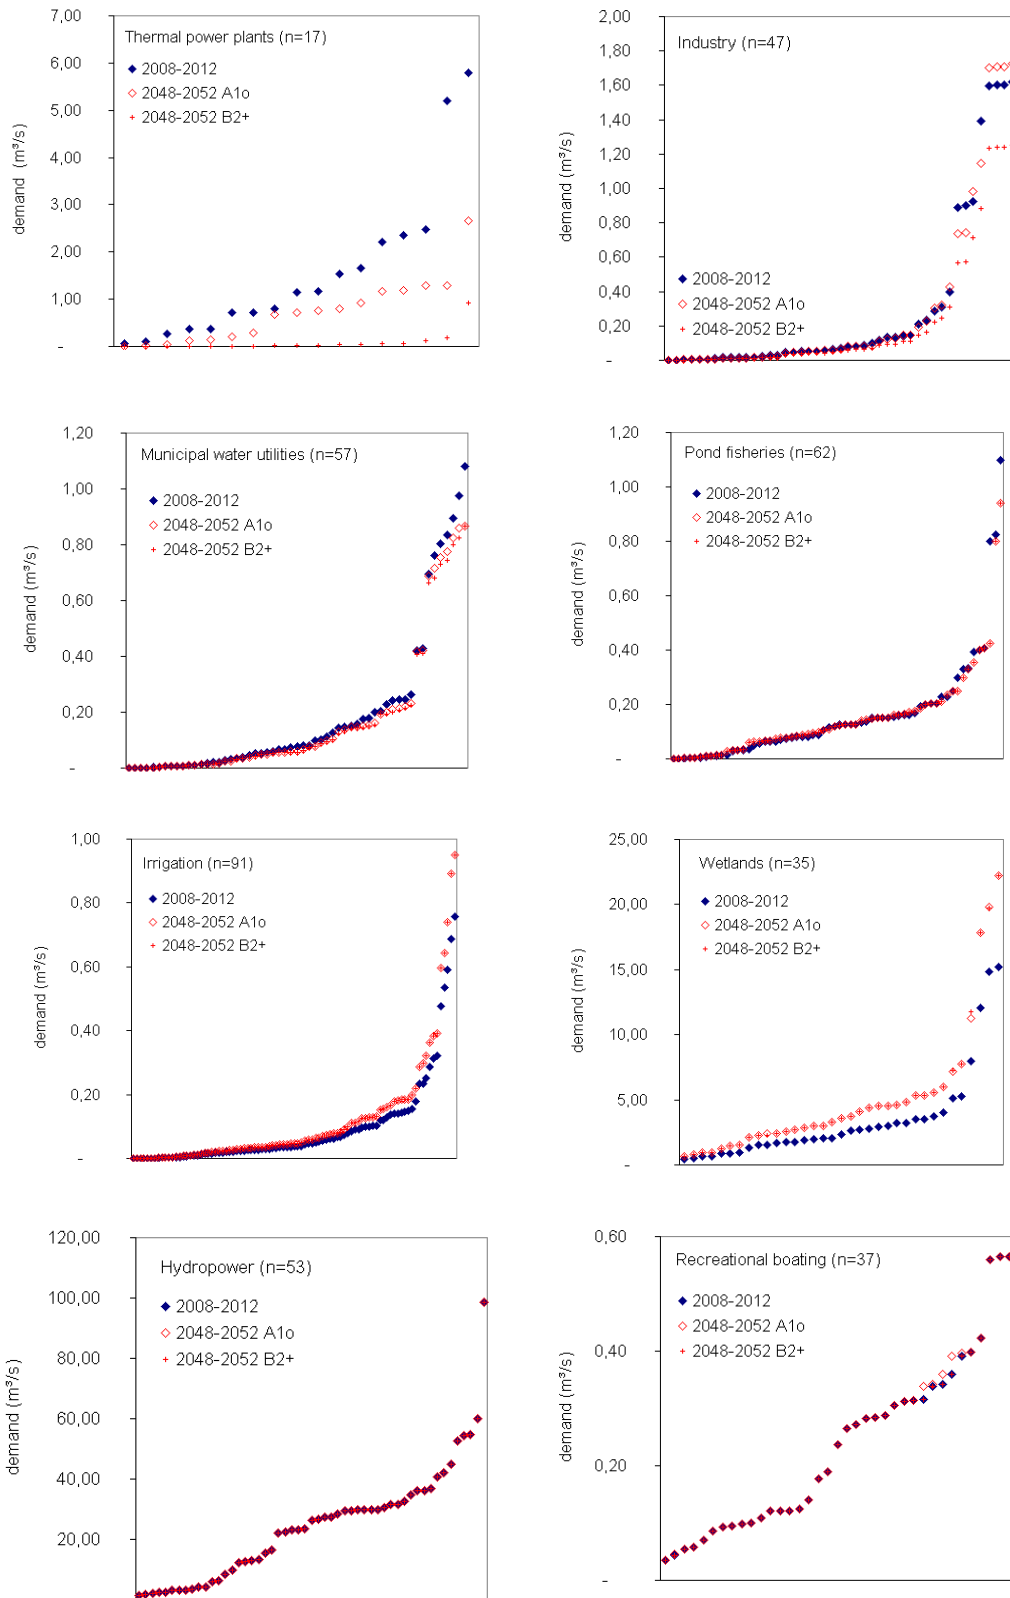 7,00
6,00
5,00
4,00
3,00
2,00
1,00
-
demand (m³/s)
Thermal power plants (n=17)
2008-2012
2048-2052 A1o
2048-2052 B2+
2,00
1,80
1,60
1,40
1,20
1,00
0,80
0,60
0,40
0,20
-
demand (m³/s)
Industry (n=47)
2008-2012
2048-2052 A1o
2048-2052 B2+
1,20
1,00
0,80
0,60
0,40
0,20
-
demand (m³/s)
Municipal water utilities (n=57)
2008-2012
2048-2052 A1o
2048-2052 B2+
1,20
1,00
0,80
0,60
0,40
0,20
-
demand (m³/s)
Pond fisheries (n=62)
2008-2012
2048-2052 A1o
2048-2052 B2+
1,00
0,80
0,60
0,40
0,20
-
demand (m³/s)
Irrigation (n=91)
2008-2012
2048-2052 A1o
2048-2052 B2+
25,00
20,00
15,00
10,00
5,00
-
demand (m³/s)
Wetlands (n=35)
2008-2012
2048-2052 A1o
2048-2052 B2+
120,00
100,00
80,00
60,00
40,00
20,00
demand (m³/s)
Hydropower (n=53)
2008-2012
2048-2052 A1o
2048-2052 B2+
0,60
0,40
0,20
-
demand (m³/s)
Recreational boating (n=37)
2008-2012
2048-2052 A1o
2048-2052 B2+